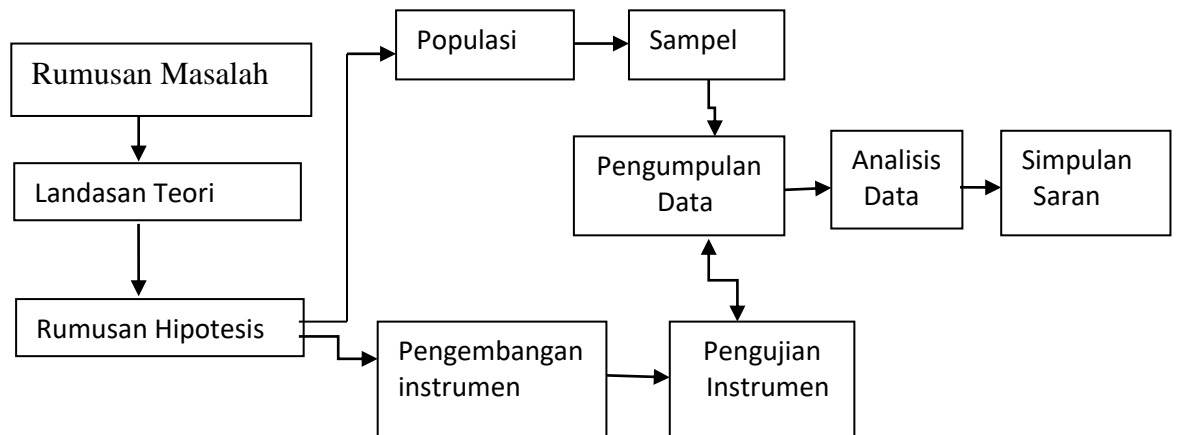 Rumusan Masalah
Landasan Teori
Rumusan Hipotesis
Populasi
Sampel
Pengembangan
instrumen
Pengujian
Instrumen
Pengumpulan
Data
Analisis
Data
Simpulan
Saran